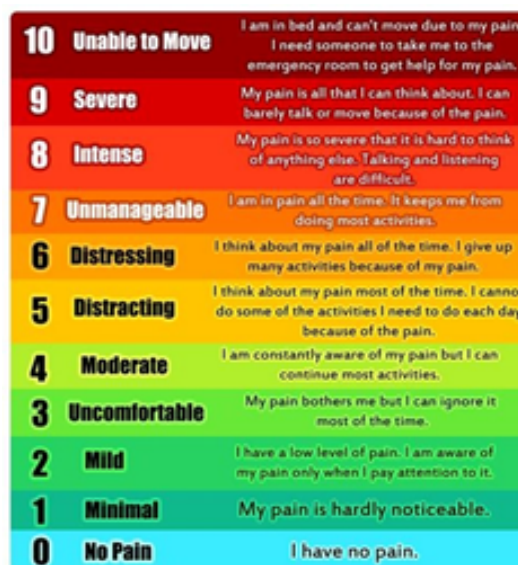 10 Unable to Move
I am in bed and can't move due to my pain
I need someone to take me to the
emergency room to get help for my pain.
9 Severe
My pain is all that I can think about. I can
barely talk or move because of the pain.
8 Intense
My pain is so severe that it is hard to think
of anything else. Talking and listening
are difficult.
7 Unmanageable
I am in pain all the time. It keeps me from
doing most activities.
6 Distressing
I think about my pain all of the time. I give up
many activities because of my pain.
5 Distracting
I think about my pain most of the time. I canno
do some of the activities I need to do each day
because of the pain.
4 Moderate
I am constantly aware of my pain but I can
continue most activities.
3 Uncomfortable
My pain bothers me but I can ignore it
most of the time.
2 Mild
I have a low level of pain. I am aware of
my pain only when I pay attention to it.
1 Minimal
My pain is hardly noticeable.
0 No Pain
I have no pain.